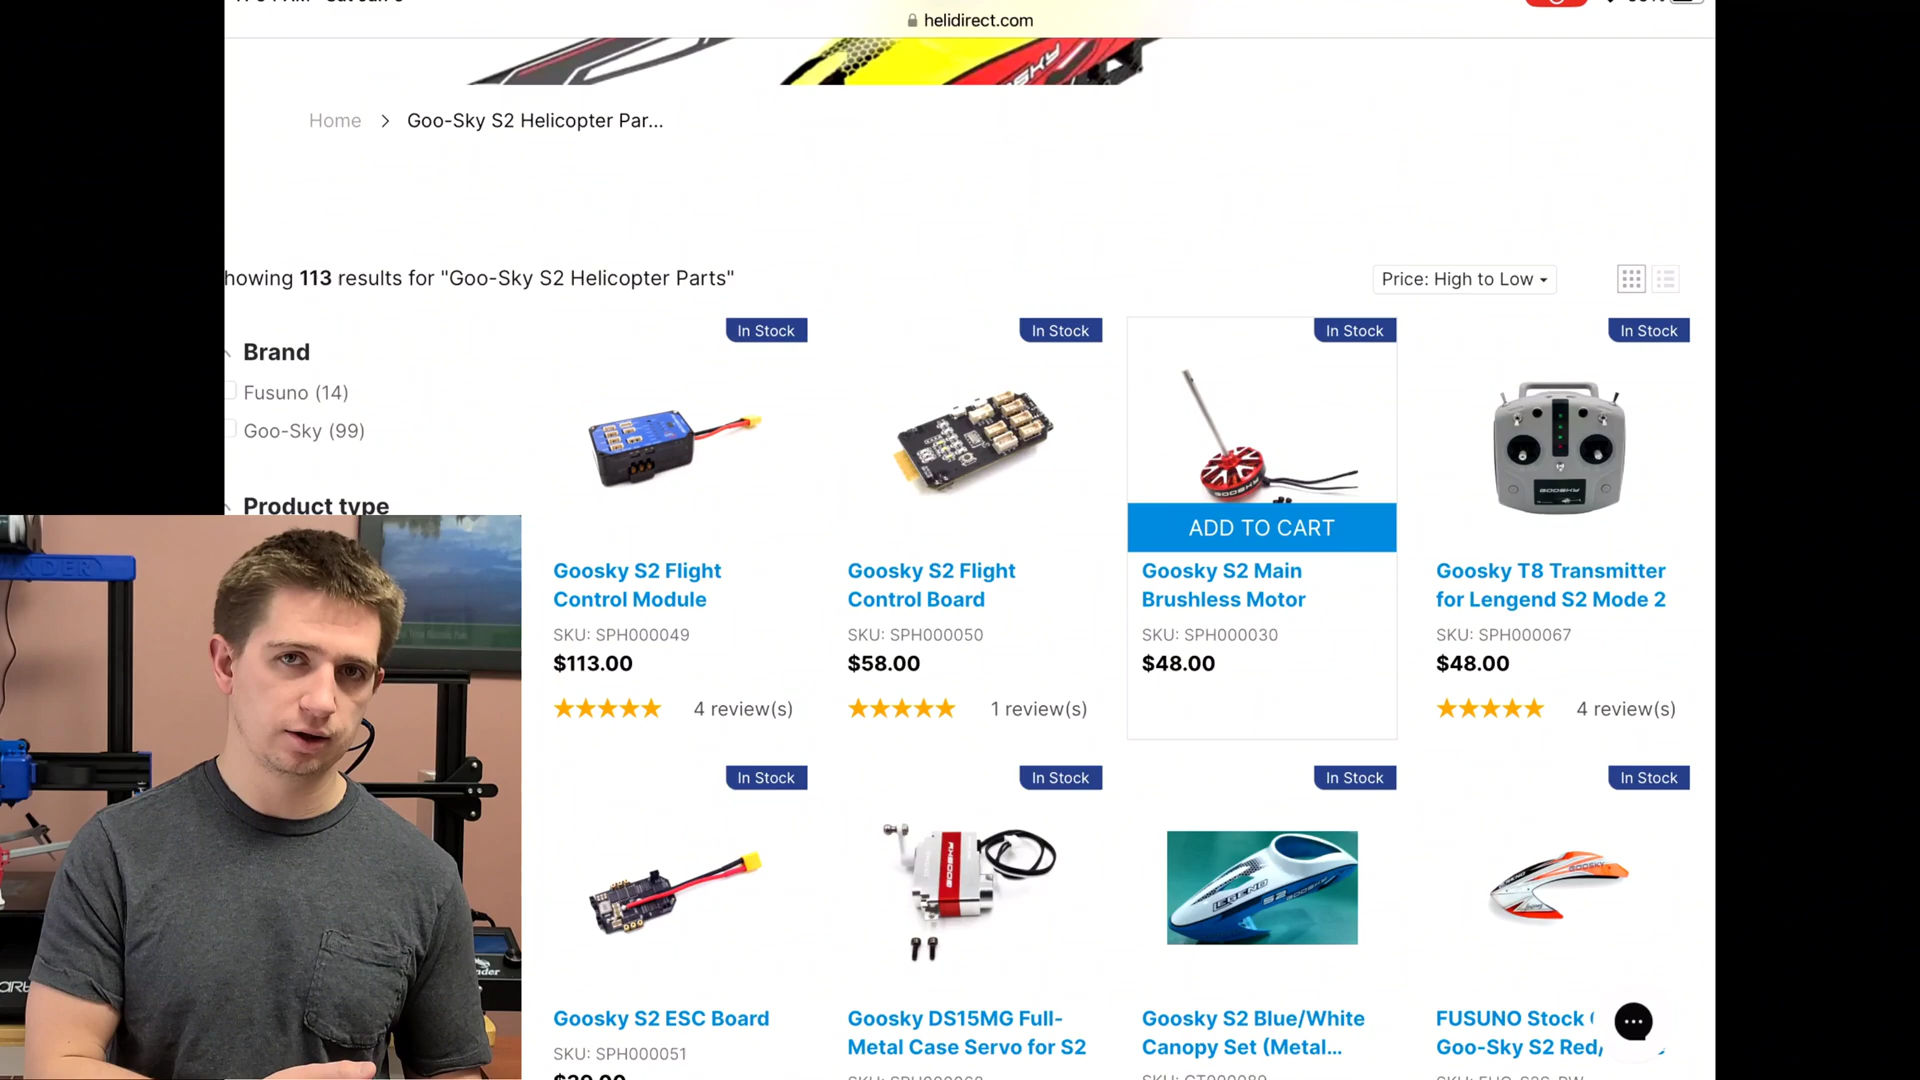 helidirect.com
Home > Goo-Sky S2 Helicopter Par...
howing 113 results for "Goo-Sky S2 Helicopter Parts"
Price: High to Low
Brand
Fusuno (14)
Goo-Sky (99)
Product type
In Stock
In Stock
In Stock
In Stock
ADD TO CART
Goosky S2 Flight
Control Module
SKU: SPH000049
$113.00
4 review(s)
Goosky S2 Flight
Control Board
SKU: SPH000050
$58.00
1 review(s)
Goosky S2 Main
Brushless Motor
SKU: SPH000030
$48.00
Goosky T8 Transmitter
for Lengend S2 Mode 2
SKU: SPH000067
$48.00
4 review(s)
In Stock
In Stock
In Stock
In Stock
LEGEND S2 GOOSKY
GOOSKY
Goosky S2 ESC Board
SKU: SPH000051
Goosky DS15MG Full-
Metal Case Servo for S2
Goosky S2 Blue/White
Canopy Set (Metal...
FUSUNO Stock
Goo-Sky S2 Red/